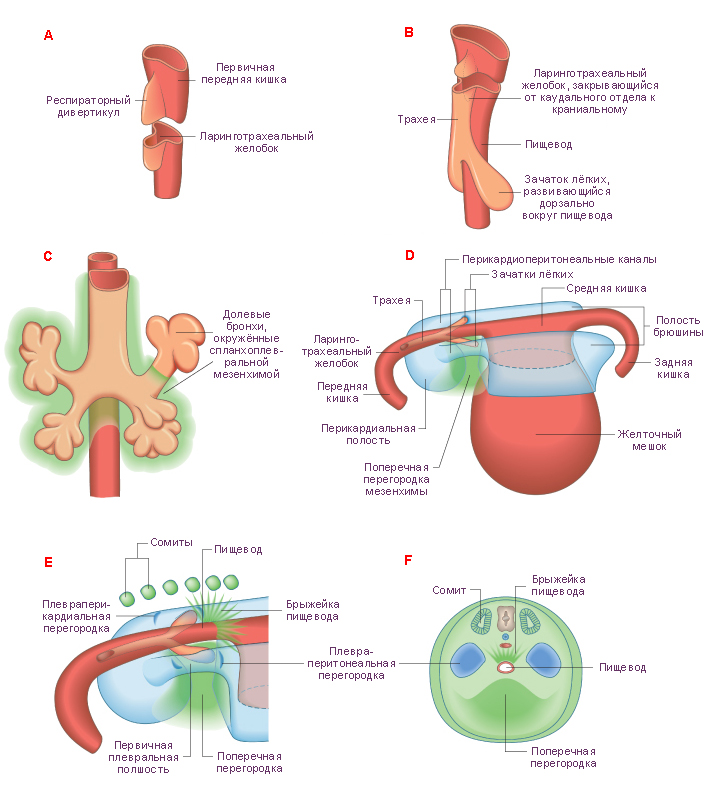 A
Первичная
передняя кишка
Респираторный
дивертикул
Ларинготрахеальный
желобок
B
Ларинготрахеальный
желобок, закрывающийся
от каудального отдела к
краниальному
Трахея
Пищевод
Зачаток лёгких,
развивающийся
дорзально
вокруг пищевода
C
Долевые
бронхи,
окружённые
спланхоплев-
ральной
мезенхимой
D
Перикардиоперитонеальные каналы
Зачатки лёгких
Средняя кишка
Трахея
Полость
брюшины
Ларинго-
трахеальный
желобок
Задняя
кишка
Передняя
кишка
Перикардиальная
полость
Желточный
мешок
Поперечная
перегородка
мезенхимы
E
Сомиты
Пищевод
Плеврапери-
кардиальная
перегородка
Брыжейка
пищевода
Плевра-
перитонеальная
перегородка
Первичная
плевральная
полшость
Поперечная
перегородка
F
Брыжейка
пищевода
Сомит
Пищевод
Поперечная
перегородка